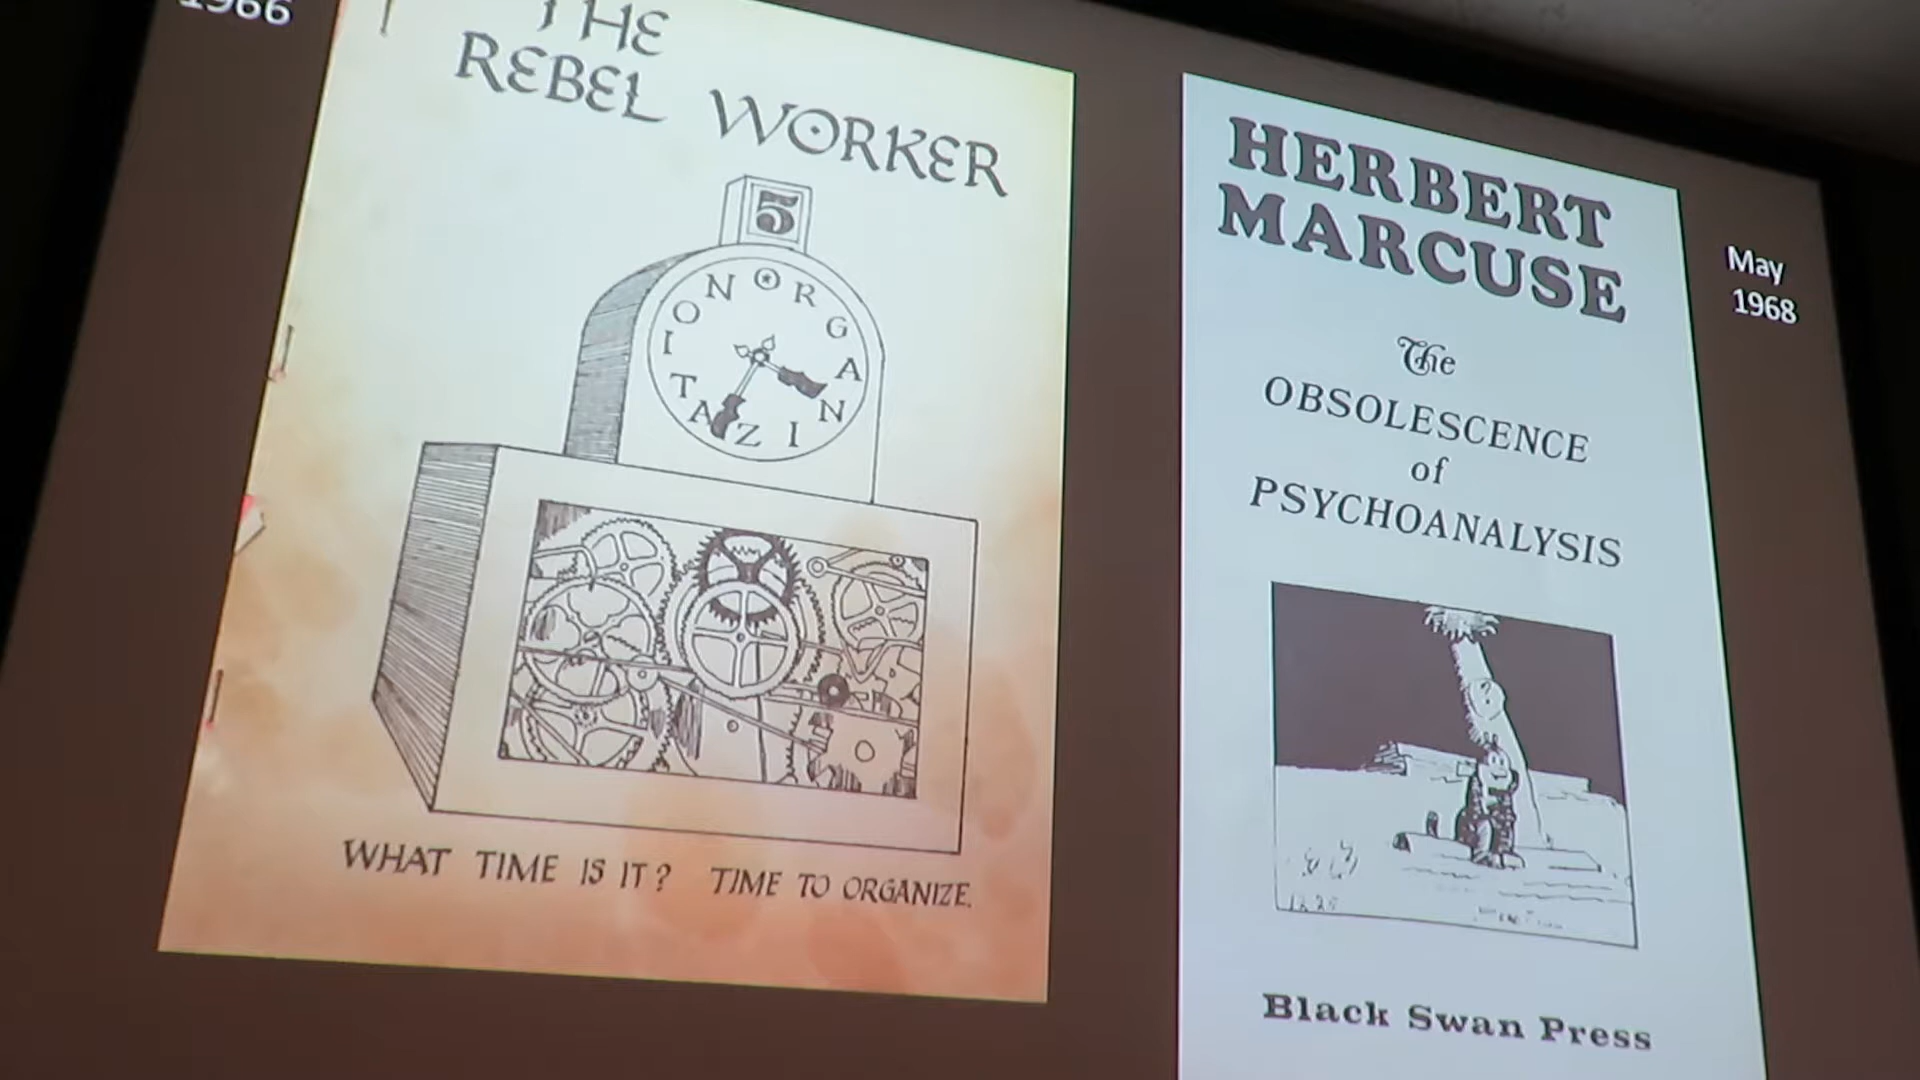 1966
THE
REBEL WORKER
5
ORGANIZATION
WHAT TIME IS IT? TIME TO ORGANIZE.
HERBERT
MARCUSE
The
OBSOLESCENCE
of
PSYCHOANALYSIS
Black Swan Press
May
1968